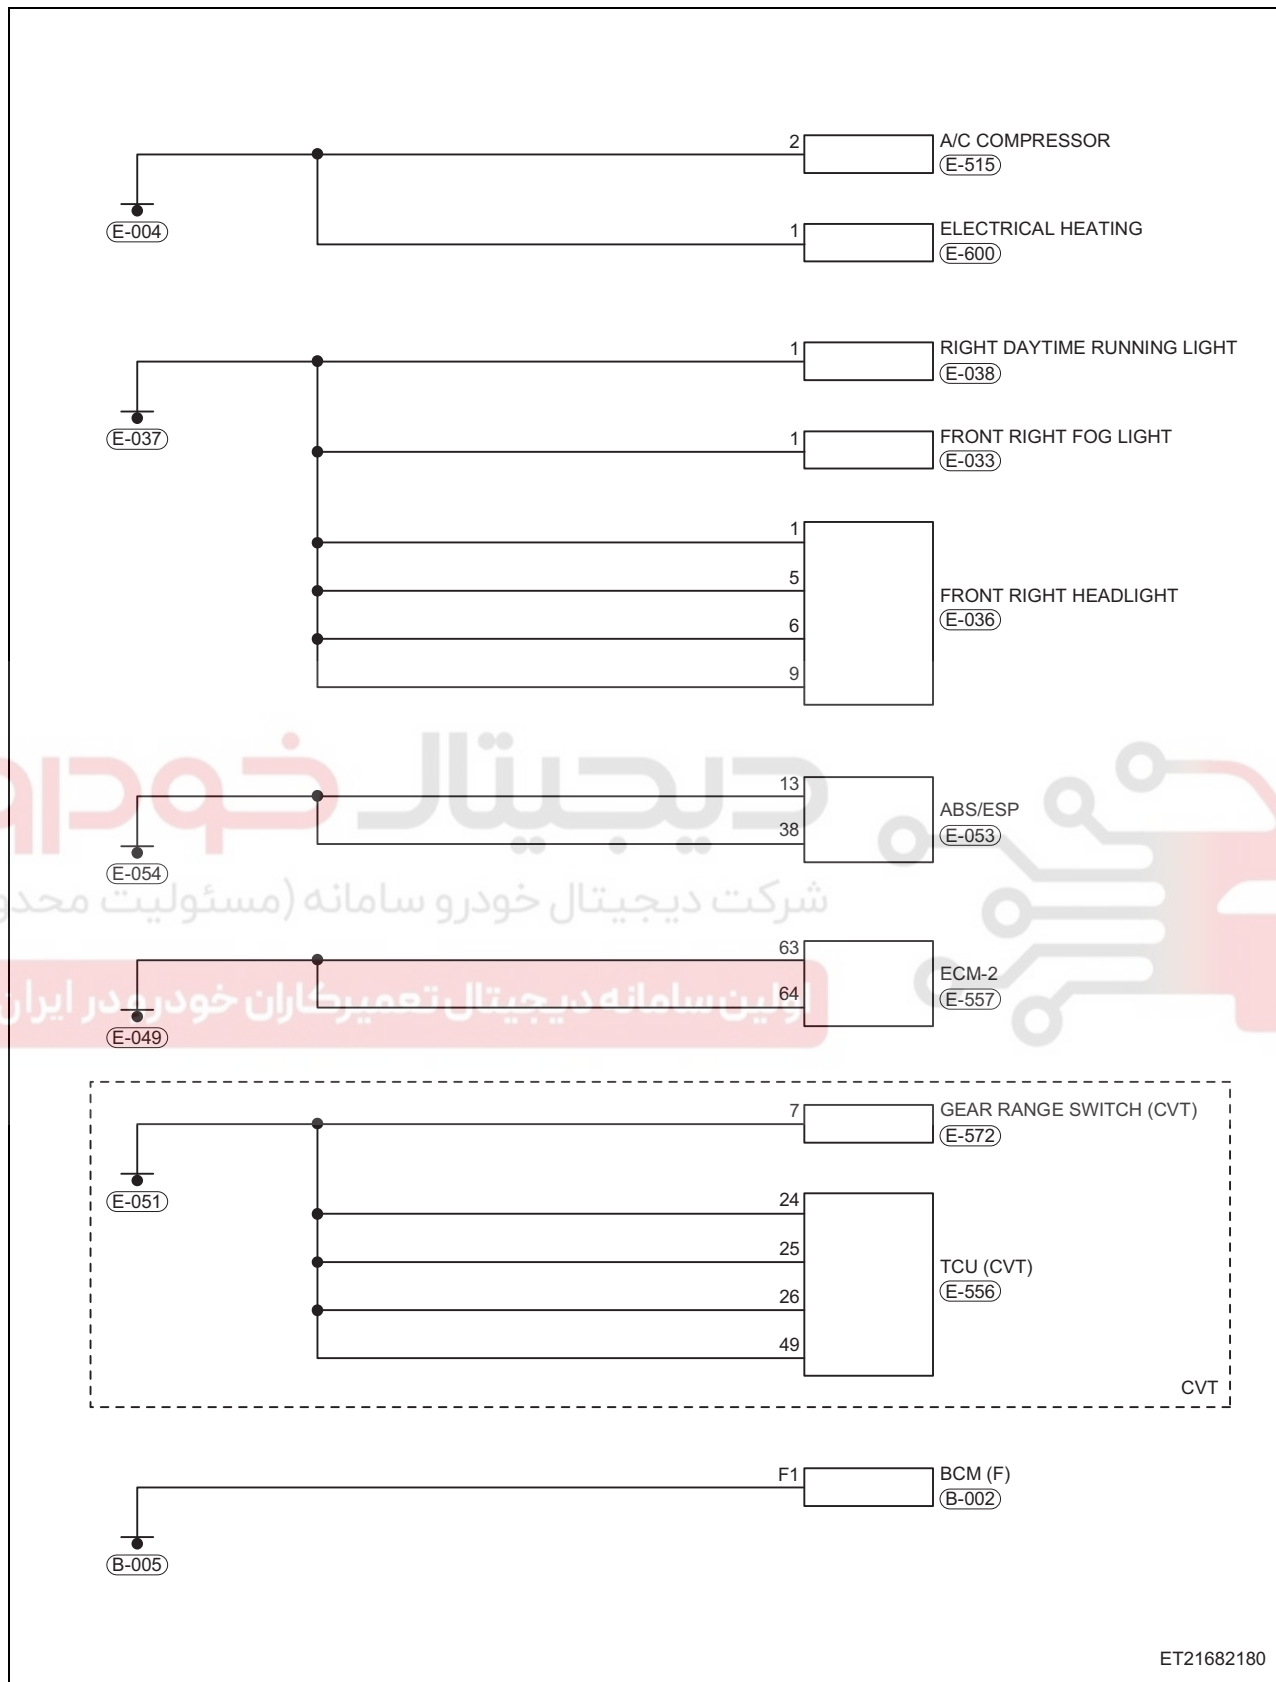 2
A/C COMPRESSOR
E-515
E-004
1
ELECTRICAL HEATING
E-600
1
RIGHT DAYTIME RUNNING LIGHT
E-038
E-037
1
FRONT RIGHT FOG LIGHT
E-033
1
5
FRONT RIGHT HEADLIGHT
E-036
6
9
دیجیتال خودرو
13
ABS/ESP
E-053
38
E-054
شرکت دیجیتال خودرو سامانه (مسئولیت محدو
63
ECM-2
E-557
64
اولین سامانه دیجیتال تعمیرکاران خودرو در ایران
E-049
7
GEAR RANGE SWITCH (CVT)
E-572
E-051
24
25
TCU (CVT)
E-556
26
49
CVT
F1
BCM (F)
B-002
B-005
ET21682180